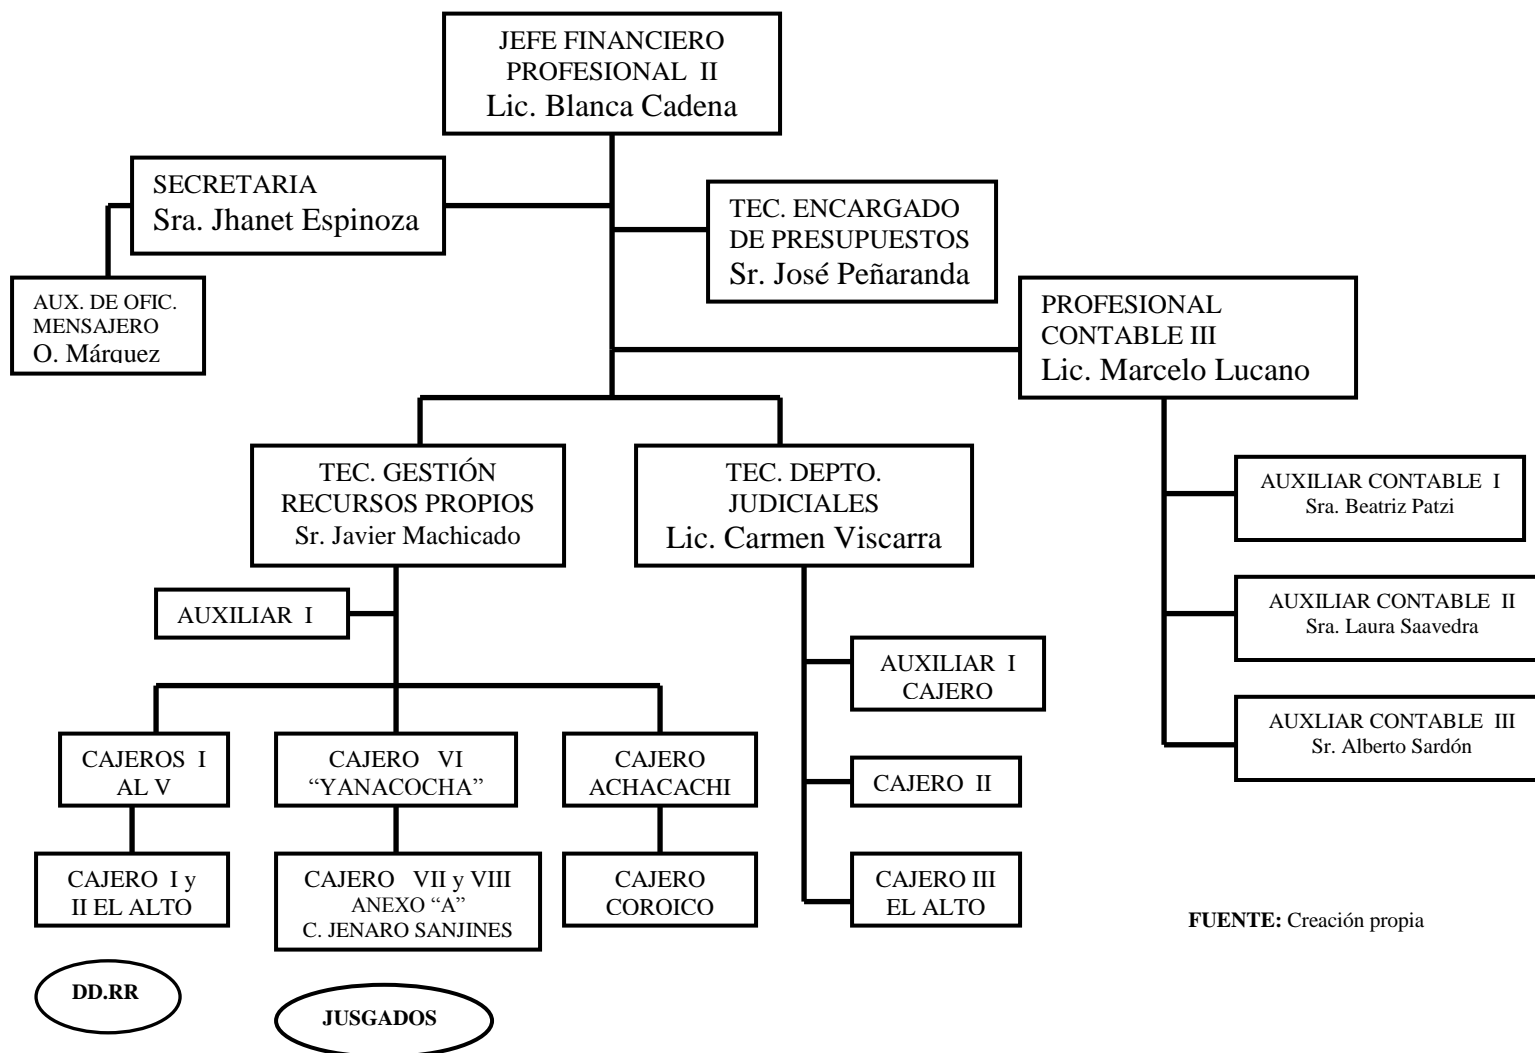 JEFE FINANCIERO
PROFESIONAL II
Lic. Blanca Cadena
SECRETARIA
Sra. Jhanet Espinoza
TEC. ENCARGADO
DE PRESUPUESTOS
Sr. José Peñaranda
AUX. DE OFIC.
MENSAJERO
O. Márquez
PROFESIONAL
CONTABLE III
Lic. Marcelo Lucano
TEC. GESTIÓN
RECURSOS PROPIOS
Sr. Javier Machicado
TEC. DEPTO.
JUDICIALES
Lic. Carmen Viscarra
AUXILIAR CONTABLE I
Sra. Beatriz Patzi
AUXILIAR CONTABLE II
Sra. Laura Saavedra
AUXLIAR CONTABLE III
Sr. Alberto Sardón
AUXILIAR I
AUXILIAR I
CAJERO
CAJEROS I
AL V
CAJERO VI
“YANACOCHA”
CAJERO
ACHACACHI
CAJERO II
CAJERO I y
II EL ALTO
CAJERO VII y VIII
ANEXO “A”
C. JENARO SANJINES
CAJERO
COROICO
CAJERO III
EL ALTO
FUENTE: Creación propia
DD.RR
JUSGADOS